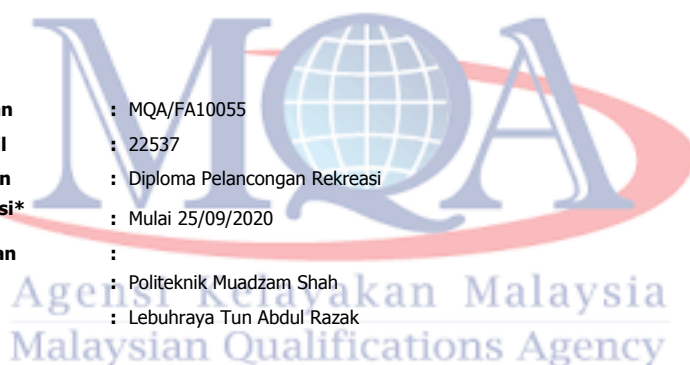 MQA
an : MQA/FA10055
l : 22537
n : Diploma Pelancongan Rekreasi
si* : Mulai 25/09/2020
an :
: Politeknik Muadzam Shah
Agensi Kelayakan Malaysia
: Lebuhraya Tun Abdul Razak
Malaysian Qualifications Agency